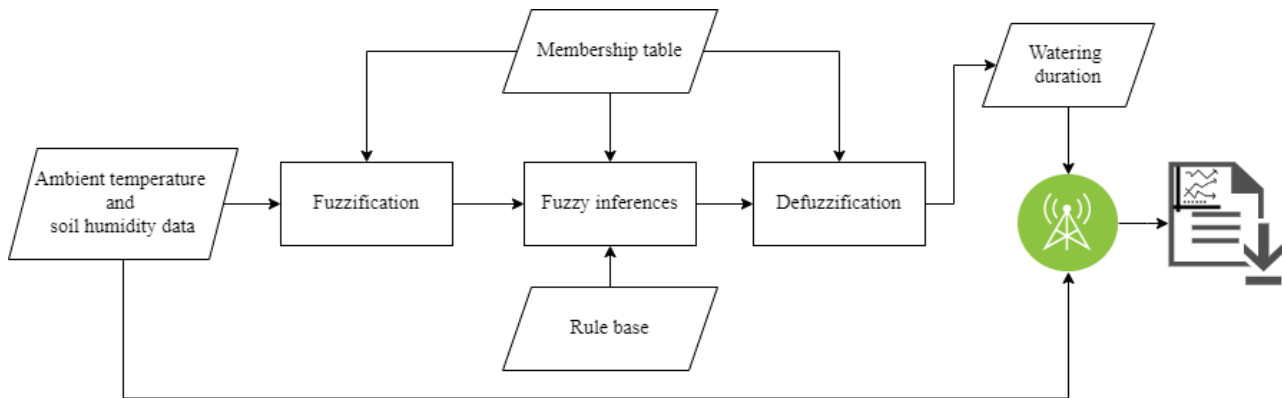 Membership table
Watering
duration
Ambient temperature
and
soil humidity data
Fuzzification
Fuzzy inferences
Defuzzification
Rule base